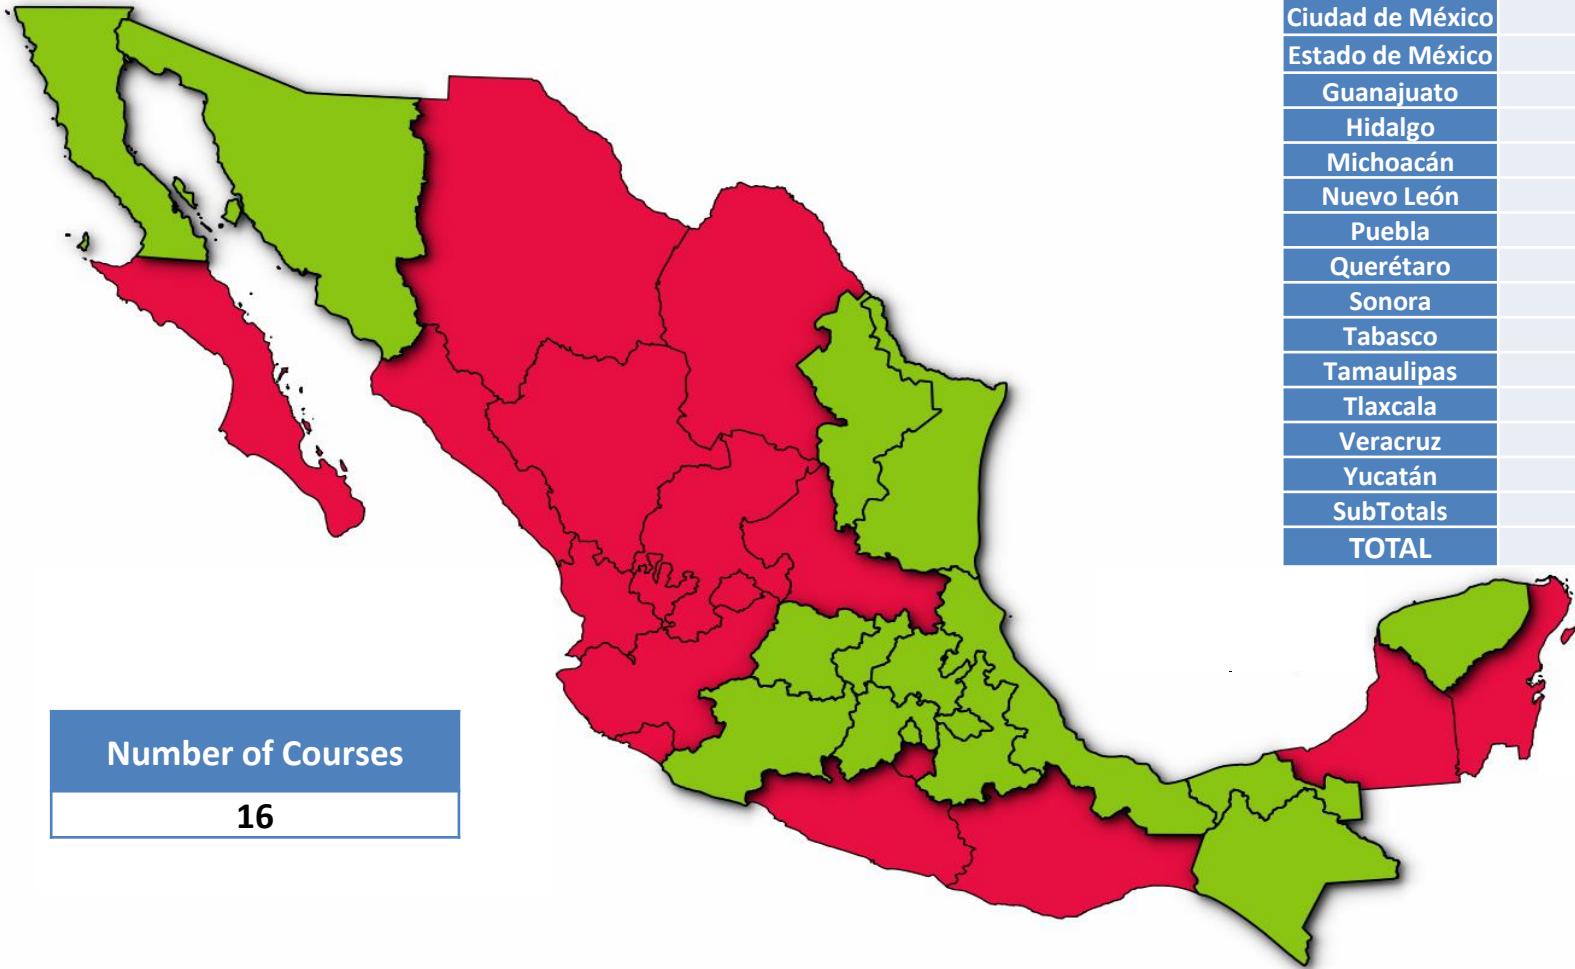 Ciudad de México
Estado de México
Guanajuato
Hidalgo
Michoacán
Nuevo León
Puebla
Querétaro
Sonora
Tabasco
Tamaulipas
Tlaxcala
Veracruz
Yucatán
SubTotals
TOTAL
Number of Courses
16